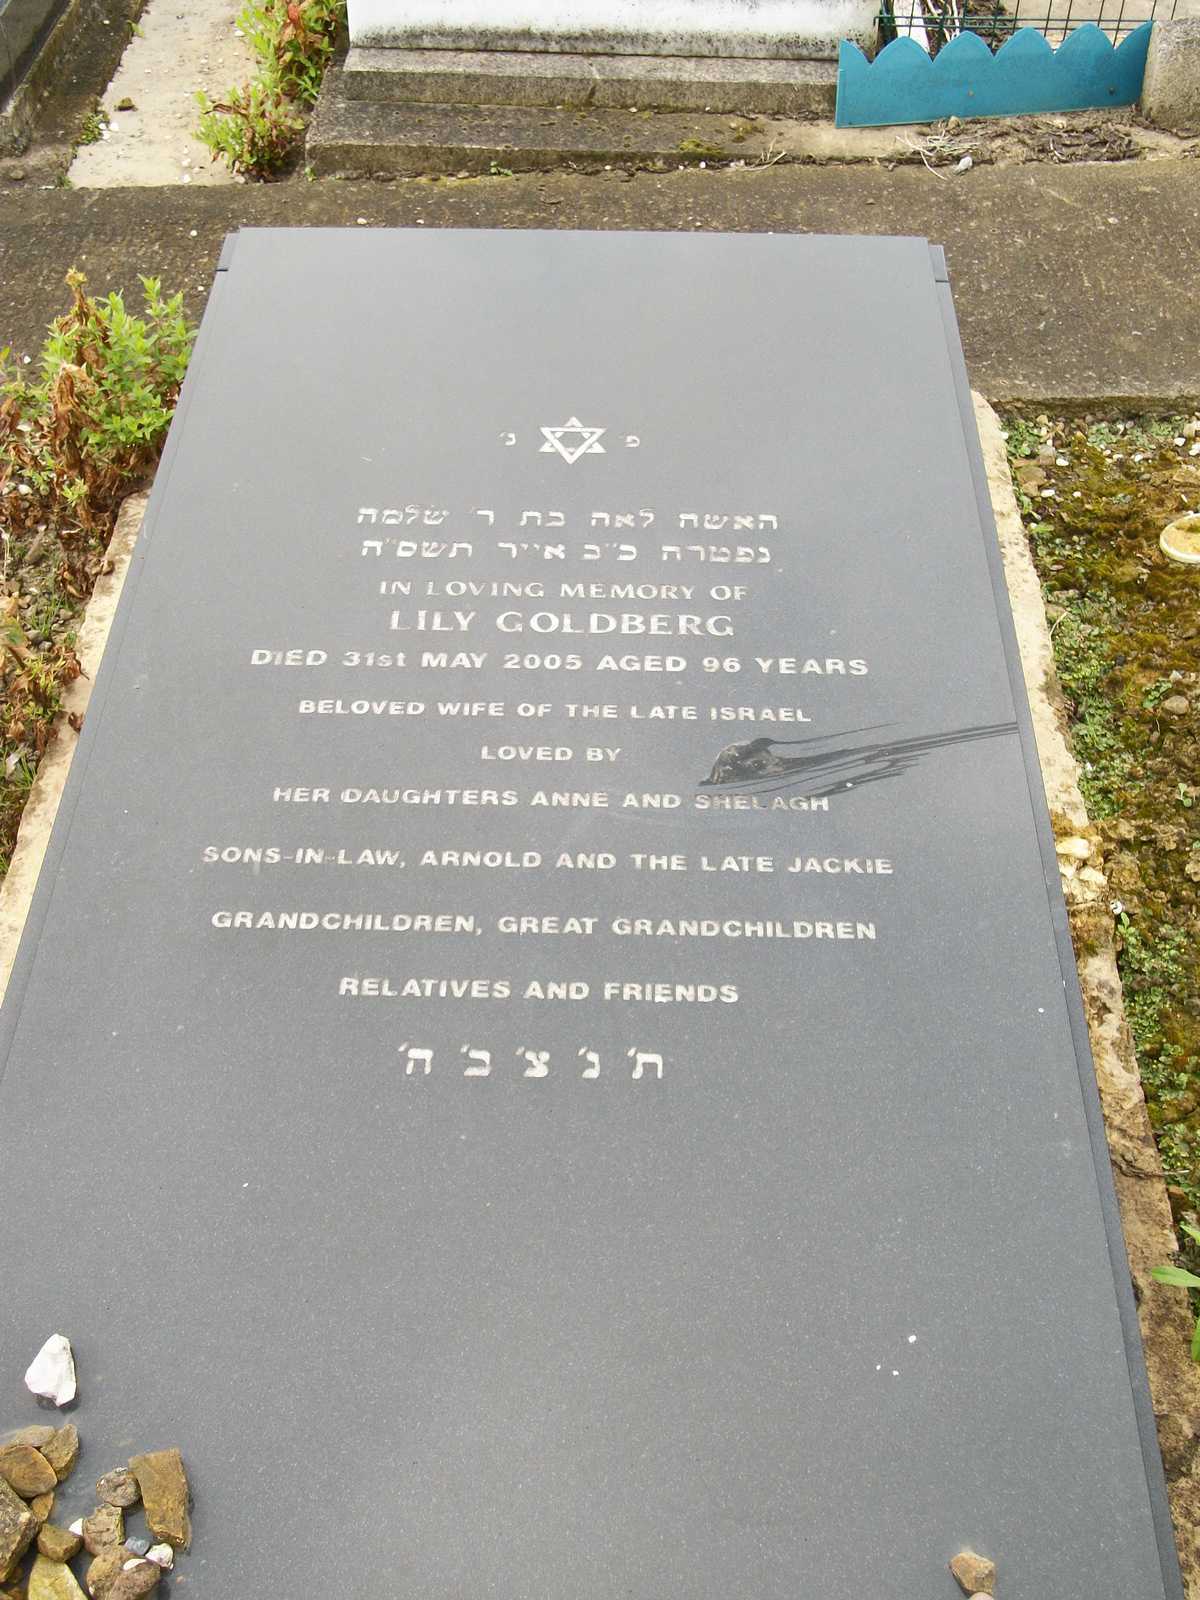 פ נ׳
האשה לאה בת ר׳ שלמה
נפטרה כ״ב אייר תשס״ה
IN LOVING MEMORY OF
LILY GOLDBERG
DIED 31st MAY 2005 AGED 96 YEARS
BELOVED WIFE OF THE LATE ISRAEL
LOVED BY
HER DAUGHTERS ANNE AND SHELAGH
SONS-IN-LAW, ARNOLD AND THE LATE JACKIE
GRANDCHILDREN, GREAT GRANDCHILDREN
RELATIVES AND FRIENDS
ת׳ נ׳ צ׳ ב׳ ה׳